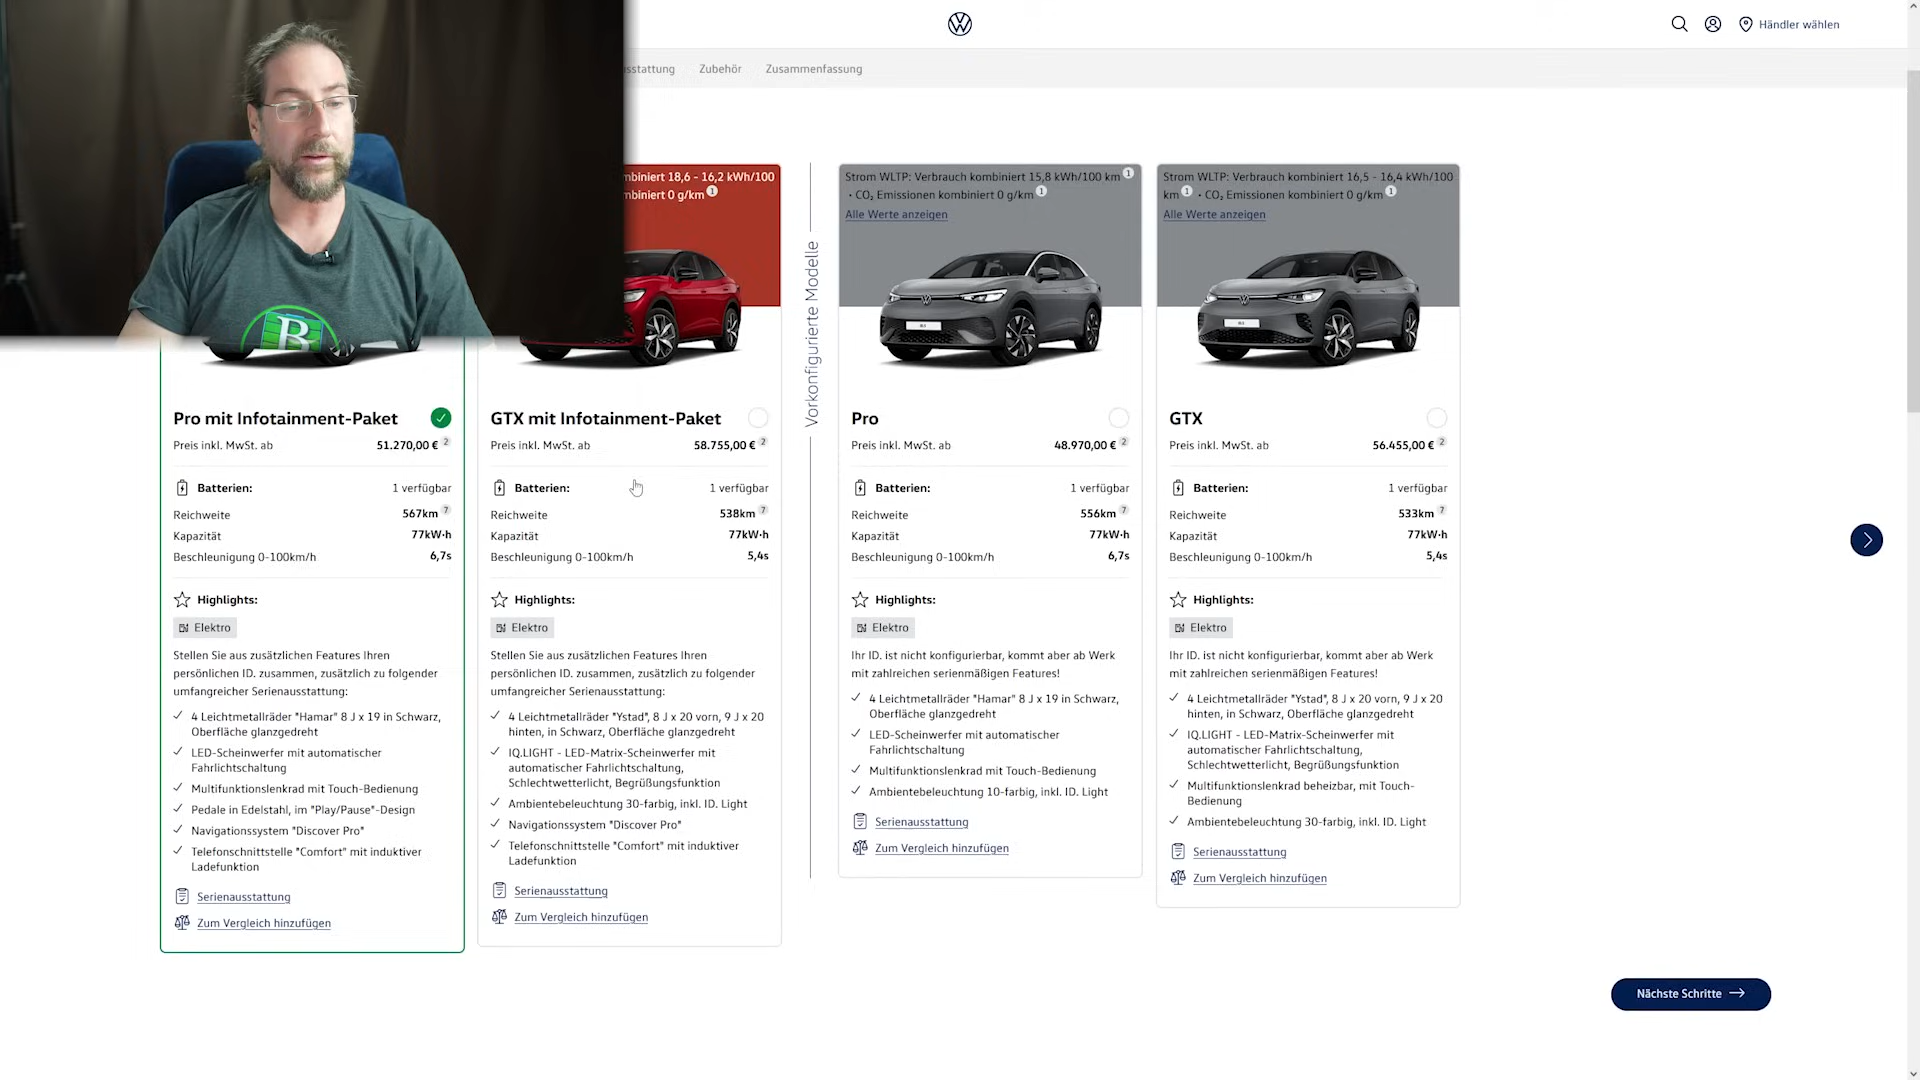 Händler wählen
Zubehör
Zusammenfassung
18,6 - 16,2 kWh/100
0 g/km 1
Strom WLTP: Verbrauch kombiniert 15,8 kWh/100 km 1
• CO₂ Emissionen kombiniert 0 g/km 1
Alle Werte anzeigen
Strom WLTP: Verbrauch kombiniert 16,5 - 16,4 kWh/100
km 1 • CO₂ Emissionen kombiniert 0 g/km 1
Alle Werte anzeigen
B
Vorkonfigurierte Modelle
Pro mit Infotainment-Paket
Preis inkl. MwSt. ab 51.270,00 € 2
Batterien: 1 verfügbar
Reichweite 567km 7
Kapazität 77kW·h
Beschleunigung 0-100km/h 6,7s
Highlights:
Elektro
Stellen Sie aus zusätzlichen Features Ihren
persönlichen ID. zusammen, zusätzlich zu folgender
umfangreicher Serienausstattung:
4 Leichtmetallräder "Hamar" 8 J x 19 in Schwarz,
Oberfläche glanzgedreht
LED-Scheinwerfer mit automatischer
Fahrlichtschaltung
Multifunktionslenkrad mit Touch-Bedienung
Pedale in Edelstahl, im "Play/Pause"-Design
Navigationssystem "Discover Pro"
Telefonschnittstelle "Comfort" mit induktiver
Ladefunktion
Serienausstattung
Zum Vergleich hinzufügen
GTX mit Infotainment-Paket
Preis inkl. MwSt. ab 58.755,00 € 2
Batterien: 1 verfügbar
Reichweite 538km 7
Kapazität 77kW·h
Beschleunigung 0-100km/h 5,4s
Highlights:
Elektro
Stellen Sie aus zusätzlichen Features Ihren
persönlichen ID. zusammen, zusätzlich zu folgender
umfangreicher Serienausstattung:
4 Leichtmetallräder "Ystad", 8 J x 20 vorn, 9 J x 20
hinten, in Schwarz, Oberfläche glanzgedreht
IQ.LIGHT - LED-Matrix-Scheinwerfer mit
automatischer Fahrlichtschaltung,
Schlechtwetterlicht, Begrüßungsfunktion
Ambientebeleuchtung 30-farbig, inkl. ID. Light
Navigationssystem "Discover Pro"
Telefonschnittstelle "Comfort" mit induktiver
Ladefunktion
Serienausstattung
Zum Vergleich hinzufügen
Pro
Preis inkl. MwSt. ab 48.970,00 € 2
Batterien: 1 verfügbar
Reichweite 556km 7
Kapazität 77kW·h
Beschleunigung 0-100km/h 6,7s
Highlights:
Elektro
Ihr ID. ist nicht konfigurierbar, kommt aber ab Werk
mit zahlreichen serienmäßigen Features!
4 Leichtmetallräder "Hamar" 8 J x 19 in Schwarz,
Oberfläche glanzgedreht
LED-Scheinwerfer mit automatischer
Fahrlichtschaltung
Multifunktionslenkrad mit Touch-Bedienung
Ambientebeleuchtung 10-farbig, inkl. ID. Light
Serienausstattung
Zum Vergleich hinzufügen
GTX
Preis inkl. MwSt. ab 56.455,00 € 2
Batterien: 1 verfügbar
Reichweite 533km 7
Kapazität 77kW·h
Beschleunigung 0-100km/h 5,4s
Highlights:
Elektro
Ihr ID. ist nicht konfigurierbar, kommt aber ab Werk
mit zahlreichen serienmäßigen Features!
4 Leichtmetallräder "Ystad", 8 J x 20 vorn, 9 J x 20
hinten, in Schwarz, Oberfläche glanzgedreht
IQ.LIGHT - LED-Matrix-Scheinwerfer mit
automatischer Fahrlichtschaltung,
Schlechtwetterlicht, Begrüßungsfunktion
Multifunktionslenkrad beheizbar, mit Touch-
Bedienung
Ambientebeleuchtung 30-farbig, inkl. ID. Light
Serienausstattung
Zum Vergleich hinzufügen
Nächste Schritte